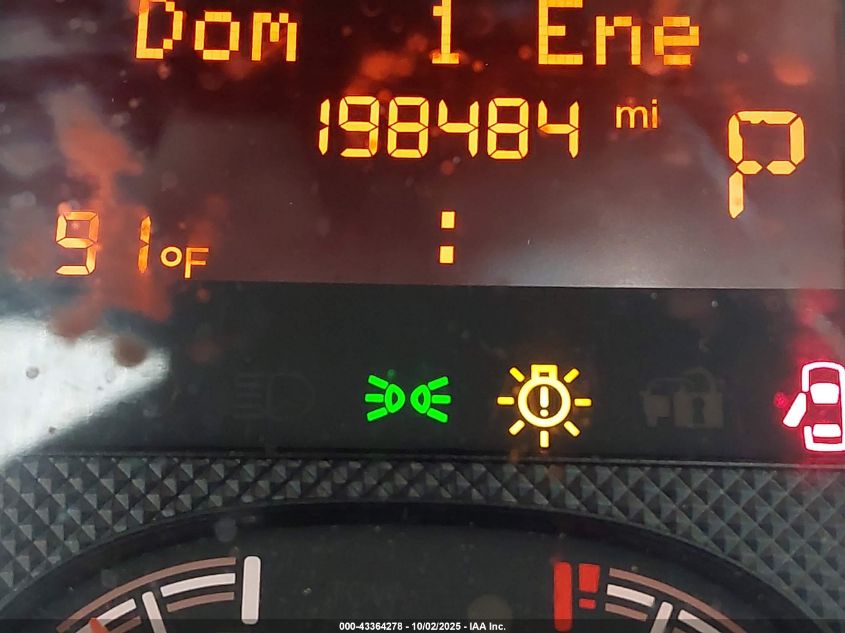 Dom 1 Ene
198484 mi
P
91°F :
000-43364278 - 10/02/2025 - IAA Inc.